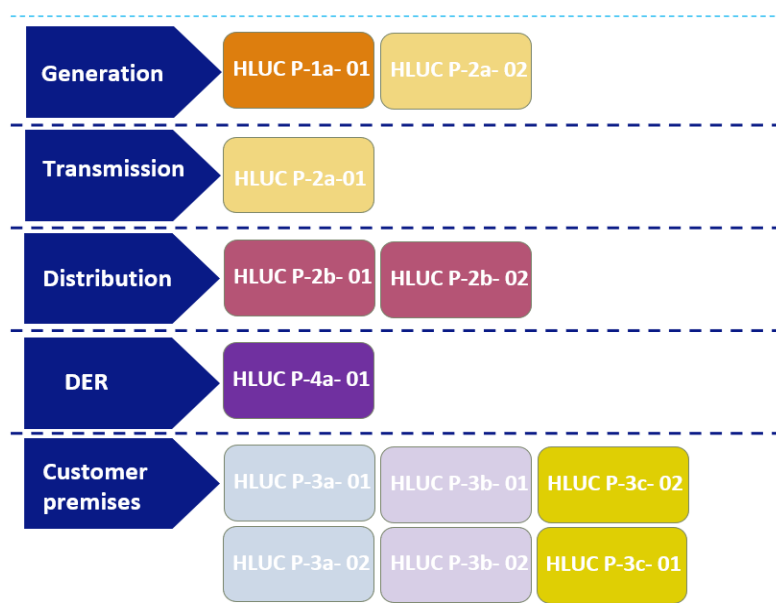 Generation
HLUC P-1a- 01
HLUC P-2a- 02
Transmission
HLUC P-2a-01
Distribution
HLUC P-2b- 01
HLUC P-2b- 02
DER
HLUC P-4a- 01
Customer
premises
HLUC P-3a- 01
HLUC P-3b- 01
HLUC P-3c- 02
HLUC P-3a- 02
HLUC P-3b- 02
HLUC P-3c- 01